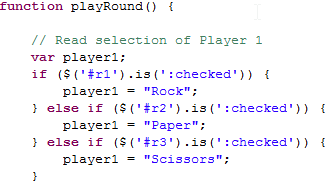 function playRound() {
// Read selection of Player 1
var player1;
if ($('#r1').is(':checked')) {
player1 = "Rock";
} else if ($('#r2').is(':checked')) {
player1 = "Paper";
} else if ($('#r3').is(':checked')) {
player1 = "Scissors";
}